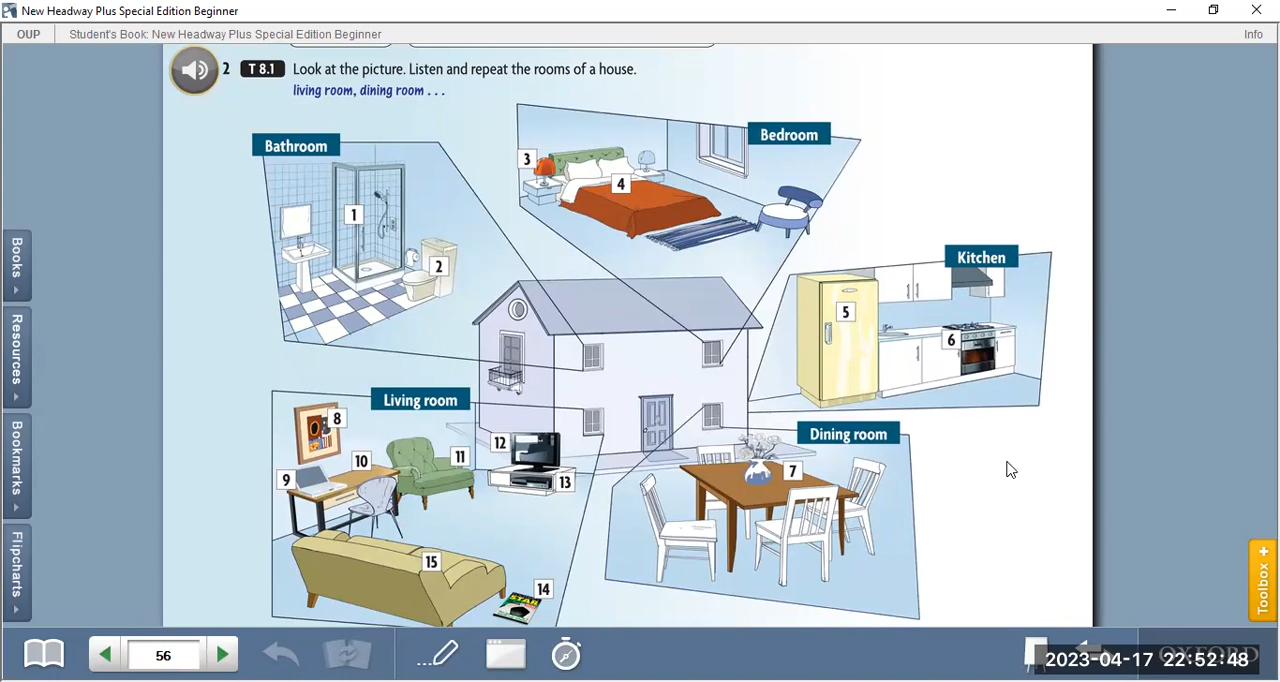 New Headway Plus Special Edition Beginner
OUP
Student's Book: New Headway Plus Special Edition Beginner
Info
2 T 8.1 Look at the picture. Listen and repeat the rooms of a house.
living room, dining room . . .
Bathroom
Bedroom
3
4
1
2
Kitchen
5
6
Living room
8
9
10
11
12
13
15
14
Dining room
7
Books
Resources
Bookmarks
Flipcharts
Toolbox +
56
OXFORD
2023-04-17 22:52:48
STAR